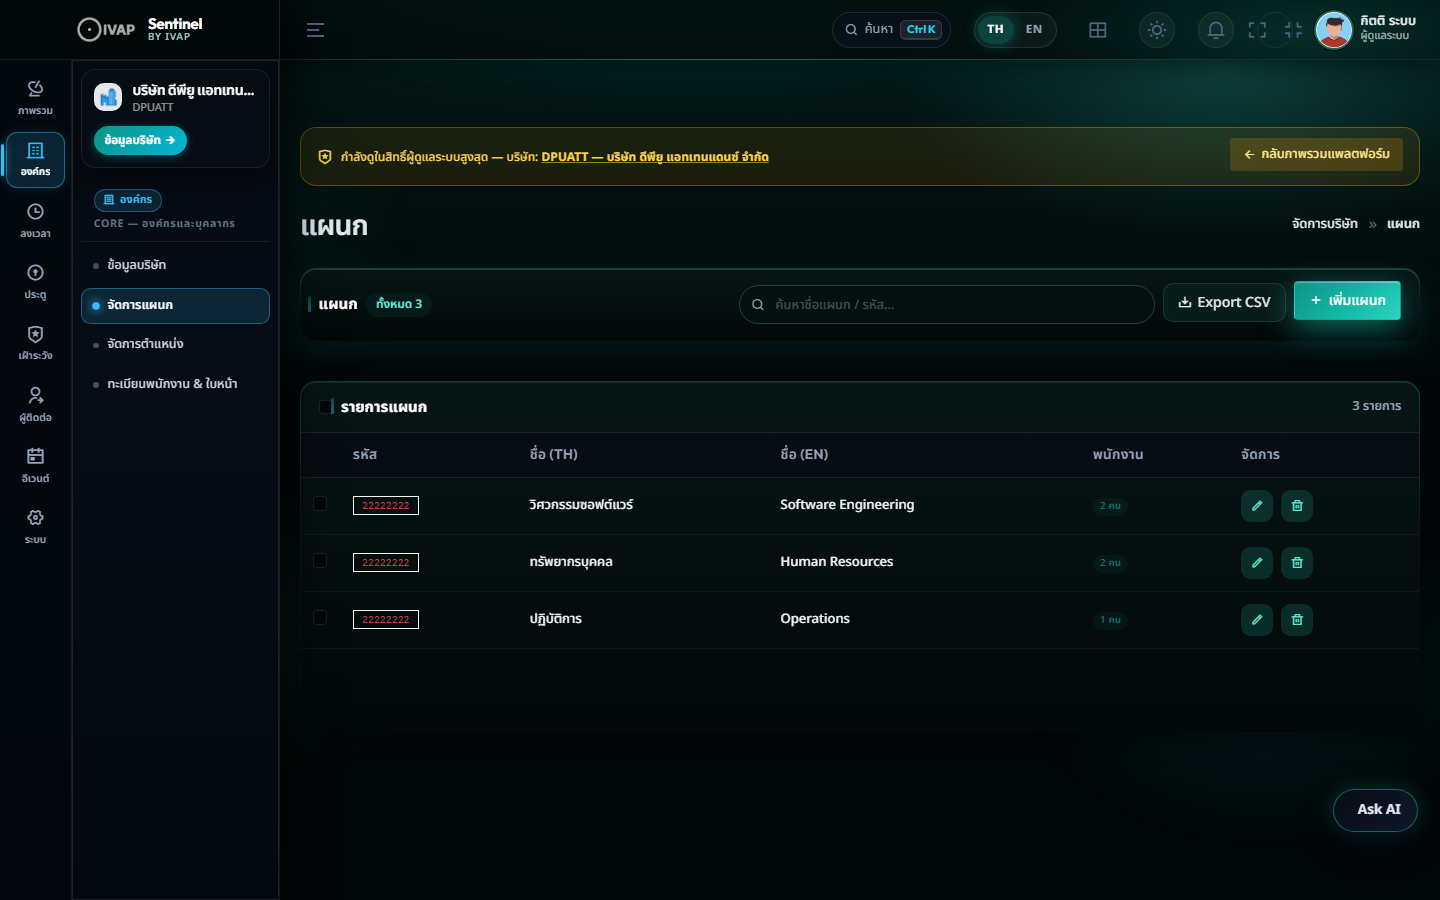 IVAP
Sentinel
BY IVAP
ค้นหา
Ctrl K
TH
EN
กิตติ ระบบ
ผู้ดูแลระบบ
ภาพรวม
องค์กร
ลงเวลา
ประตู
เฝ้าระวัง
ผู้ติดต่อ
อีเวนต์
ระบบ
บริษัท ดีพียู แอทเทน...
DPUATT
ข้อมูลบริษัท →
องค์กร
CORE — องค์กรและบุคลากร
ข้อมูลบริษัท
จัดการแผนก
จัดการตำแหน่ง
ทะเบียนพนักงาน & ใบหน้า
กำลังดูในสิทธิ์ผู้ดูแลระบบสูงสุด — บริษัท: DPUATT — บริษัท ดีพียู แอทเทนแดนซ์ จำกัด
← กลับภาพรวมแพลตฟอร์ม
แผนก
จัดการบริษัท » แผนก
แผนก
ทั้งหมด 3
ค้นหาชื่อแผนก / รหัส...
Export CSV
+ เพิ่มแผนก
รายการแผนก
3 รายการ
รหัส ชื่อ (TH) ชื่อ (EN) พนักงาน จัดการ
22222222 วิศวกรรมซอฟต์แวร์ Software Engineering 2 คน
22222222 ทรัพยากรบุคคล Human Resources 2 คน
22222222 ปฏิบัติการ Operations 1 คน
Ask AI